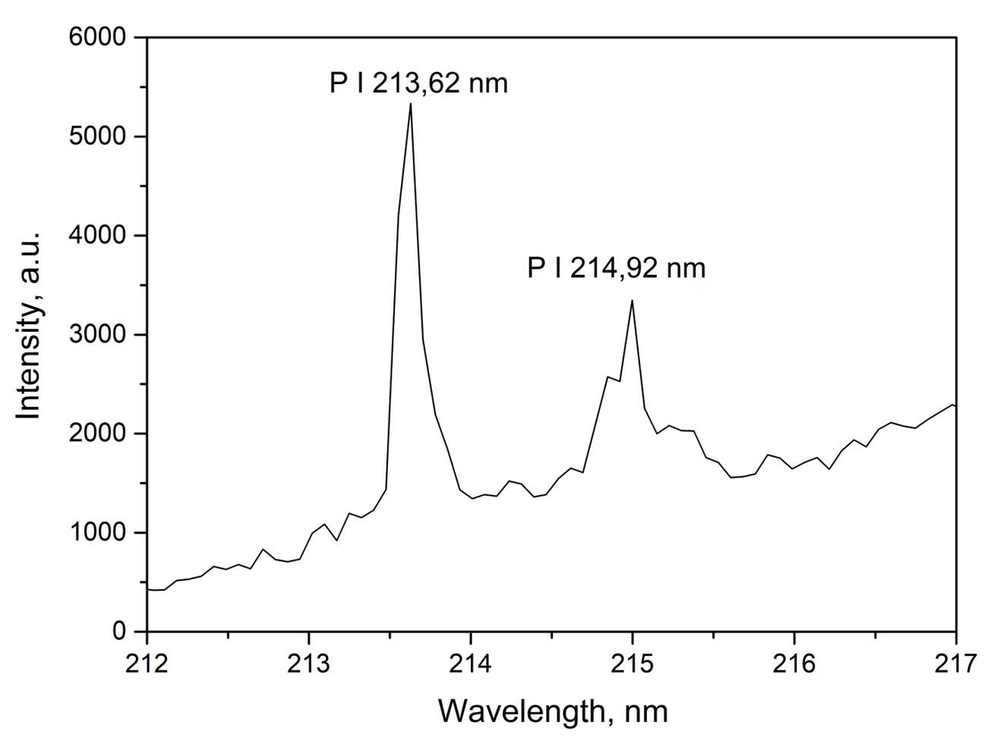 6000
P I 213,62 nm
5000
4000
P I 214,92 nm
3000
2000
1000
0
212 213 214 215 216 217
Intensity, a.u.
Wavelength, nm